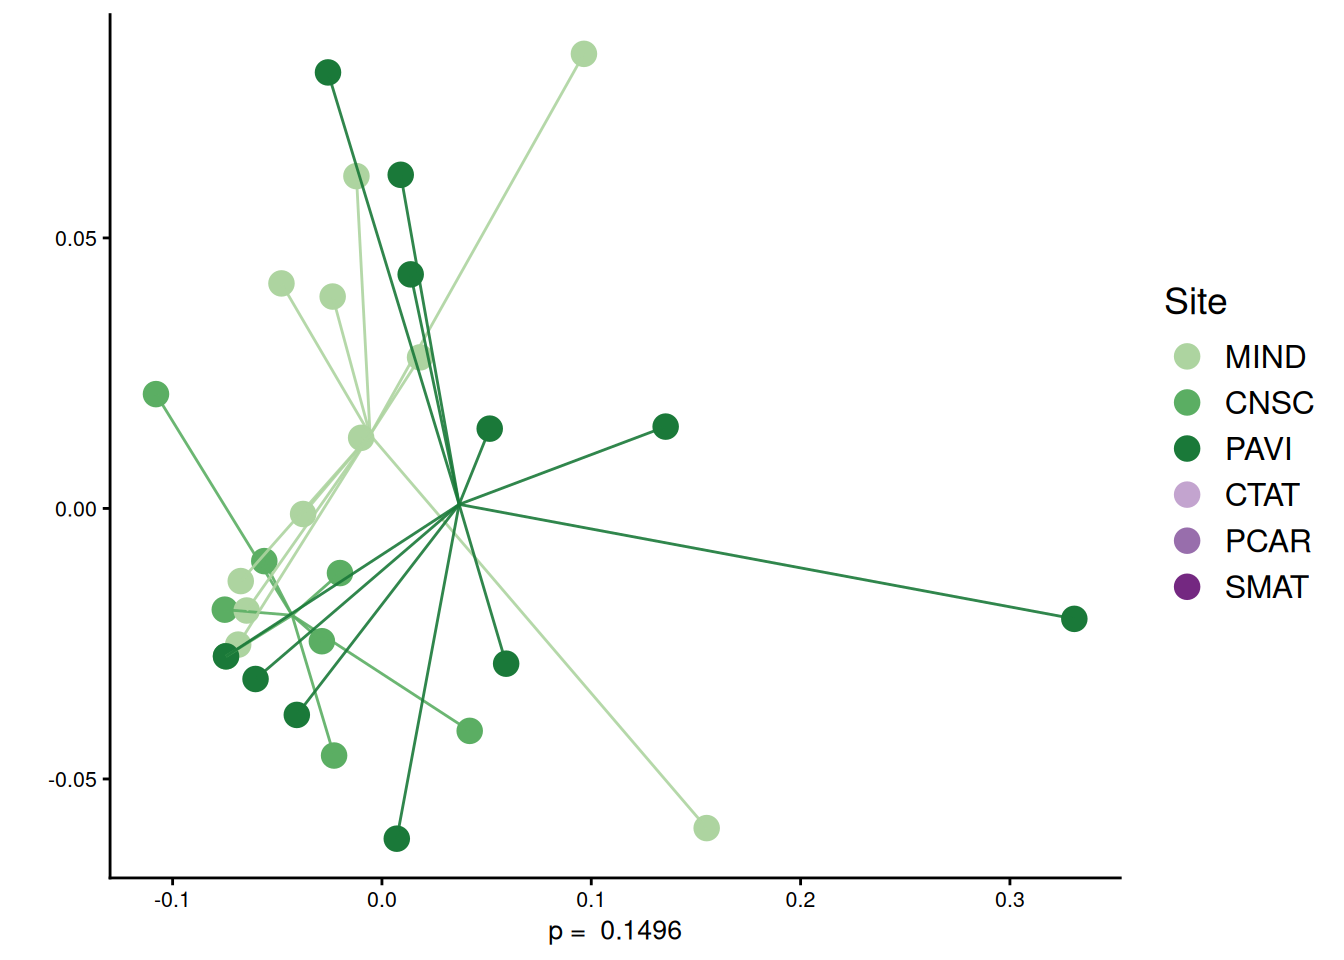 0.05
0.00
-0.05
-0.1
0.0
0.1
0.2
0.3
p =  0.1496
Site
MIND
CNSC
PAVI
CTAT
PCAR
SMAT